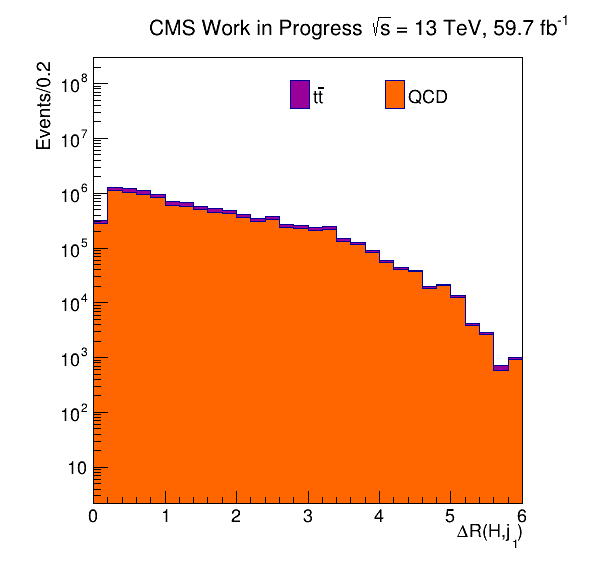 CMS Work in Progress √s = 13 TeV, 59.7 fb⁻¹
Events/0.2
tt̄ QCD
10⁸
10⁷
10⁶
10⁵
10⁴
10³
10²
10
0 1 2 3 4 5 6
ΔR(H,j₁)